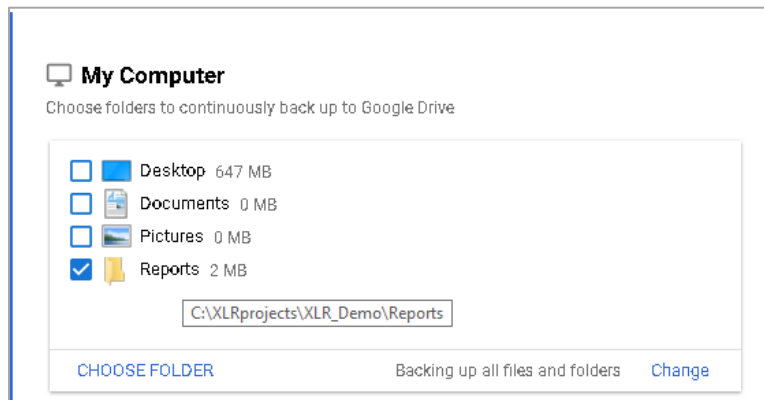 My Computer
Choose folders to continuously back up to Google Drive
Desktop 647 MB
Documents 0 MB
Pictures 0 MB
Reports 2 MB
C:\XLRprojects\XLR_Demo\Reports
CHOOSE FOLDER Backing up all files and folders Change